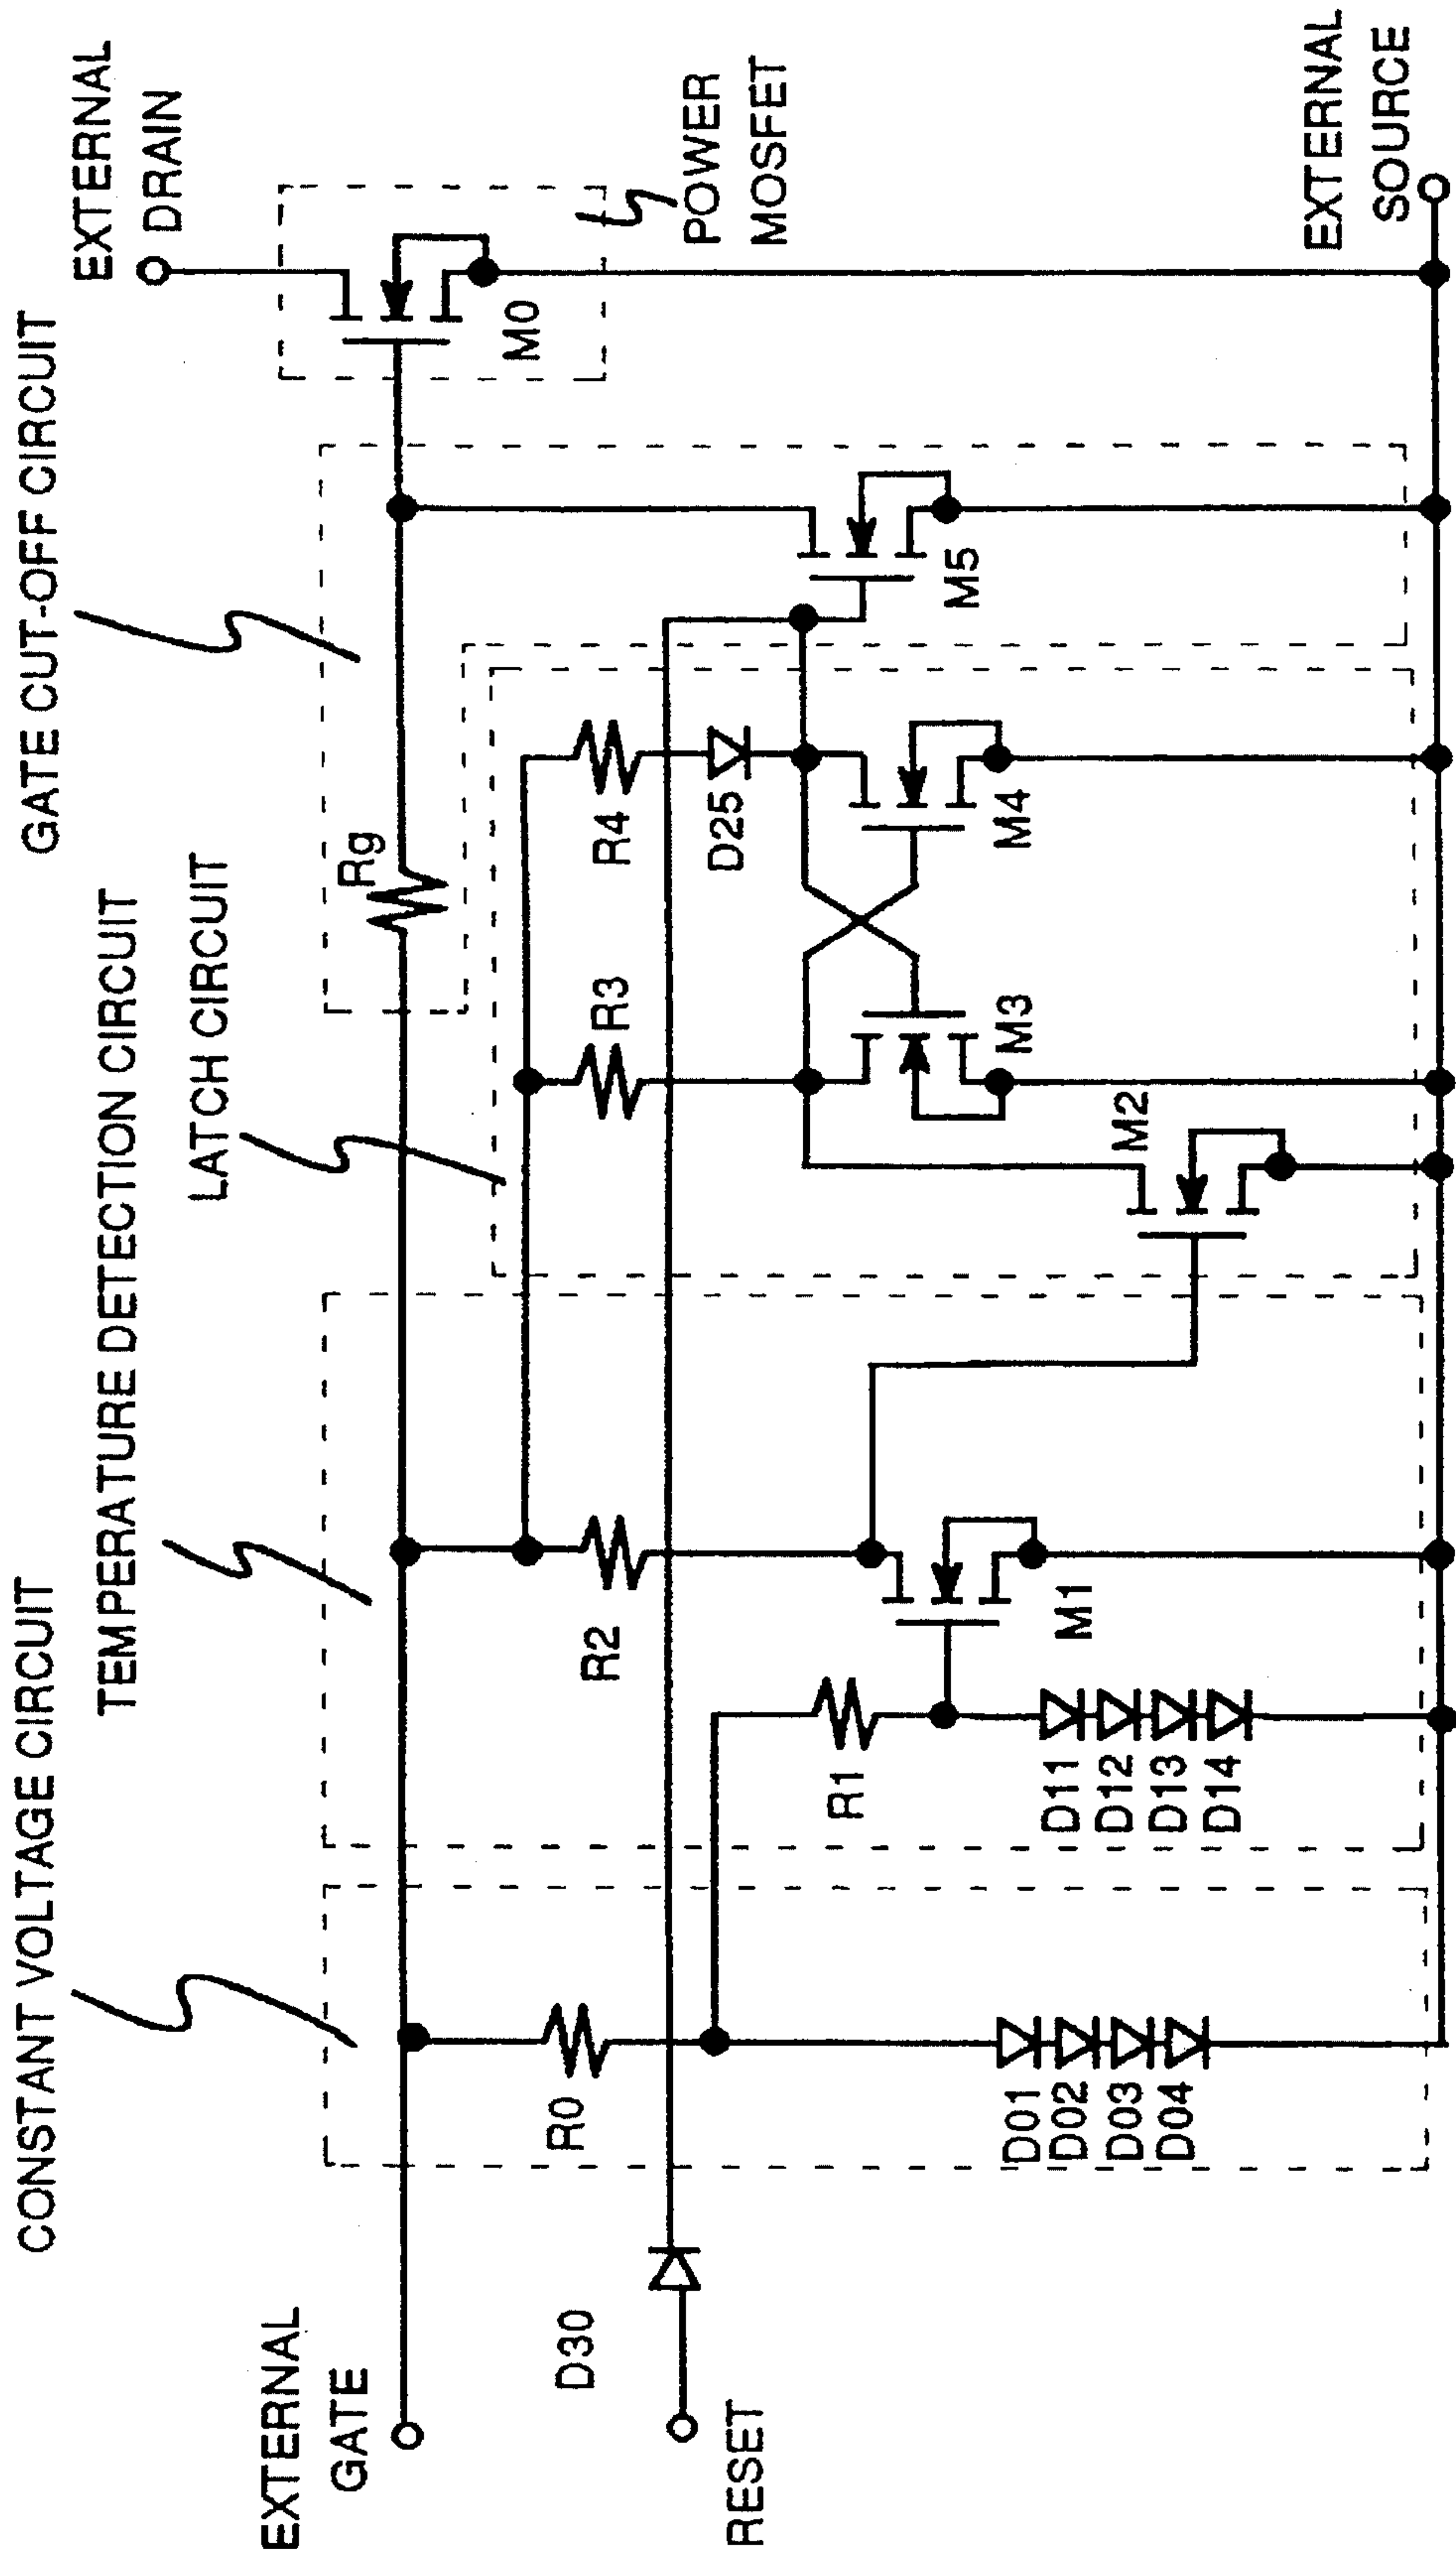 CONSTANT VOLTAGE CIRCUIT
TEMPERATURE DETECTION CIRCUIT
LATCH CIRCUIT
GATE CUT-OFF CIRCUIT
EXTERNAL
DRAIN
EXTERNAL
GATE
Rg
M0
POWER
MOSFET
D30
RESET
R0
R2
R3
R4
D25
R1
M5
M4
M3
M2
M1
D01
D02
D03
D04
D11
D12
D13
D14
EXTERNAL
SOURCE